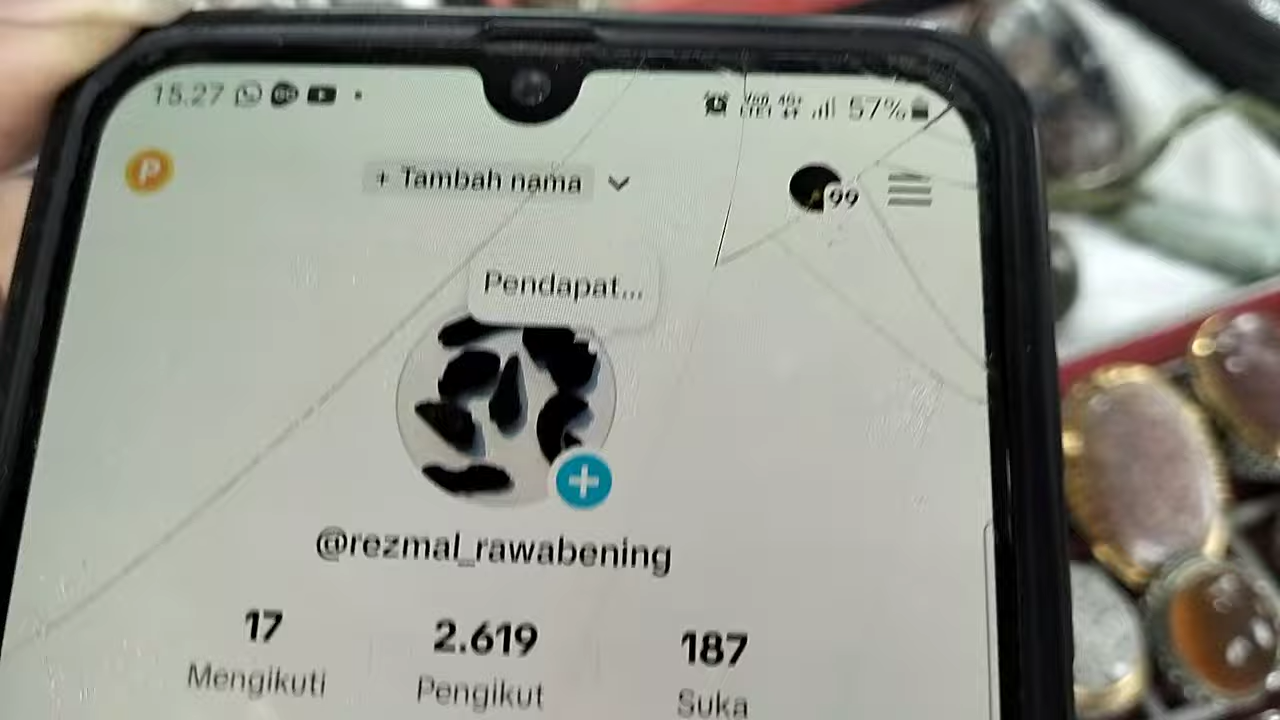 15.27 57%
P + Tambah nama 99
Pendapat...
@rezmal_rawabening
17 2.619 187
Mengikuti Pengikut Suka